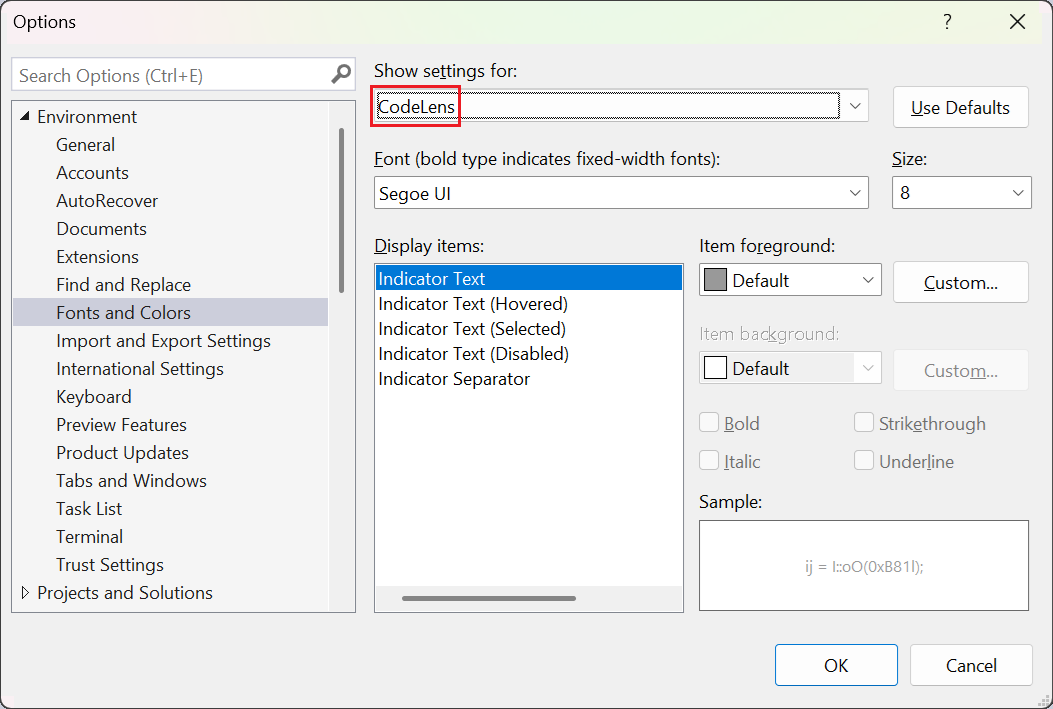 Options
?
Search Options (Ctrl+E)
Environment
General
Accounts
AutoRecover
Documents
Extensions
Find and Replace
Fonts and Colors
Import and Export Settings
International Settings
Keyboard
Preview Features
Product Updates
Tabs and Windows
Task List
Terminal
Trust Settings
Projects and Solutions
Show settings for:
CodeLens
Use Defaults
Font (bold type indicates fixed-width fonts):
Segoe UI
Size:
8
Display items:
Indicator Text
Indicator Text (Hovered)
Indicator Text (Selected)
Indicator Text (Disabled)
Indicator Separator
Item foreground:
Default
Custom...
Item background:
Default
Custom...
Bold
Strikethrough
Italic
Underline
Sample:
ij = I::oO(0xB81l);
OK
Cancel